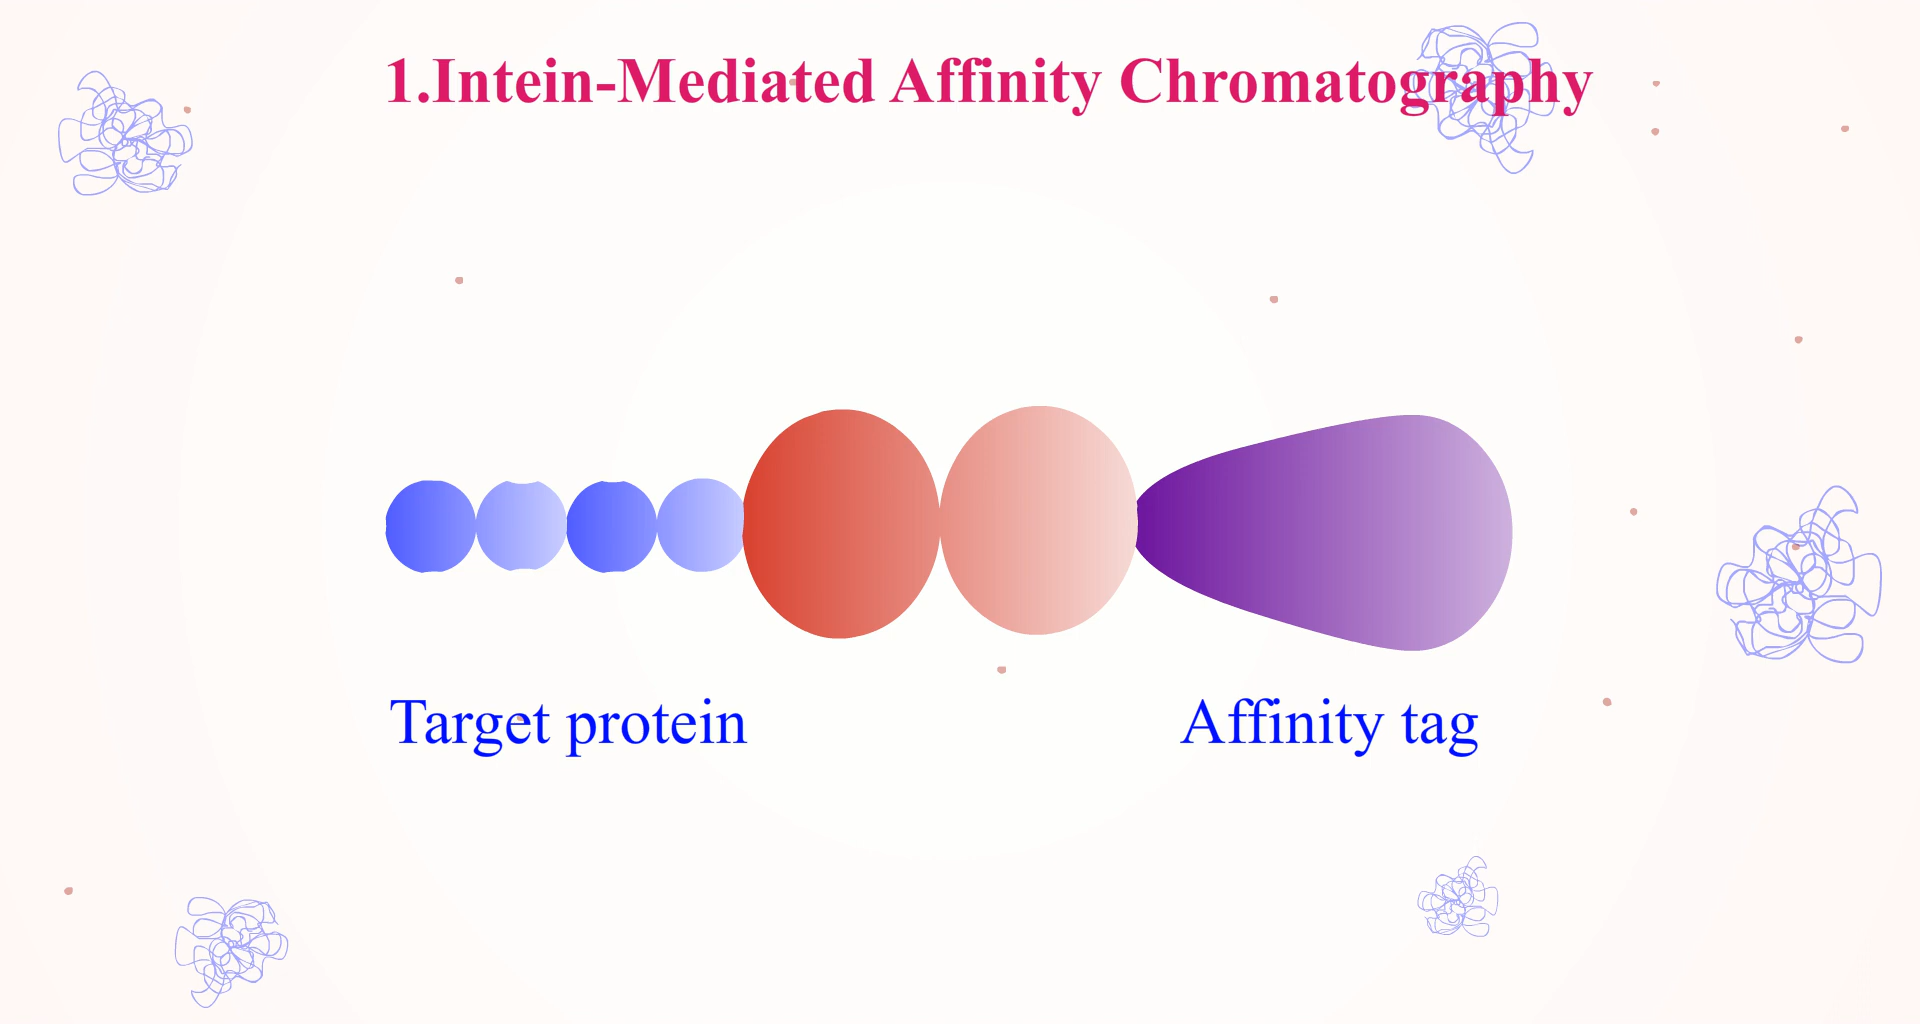 1.Intein-Mediated Affinity Chromatography
Target protein
Affinity tag